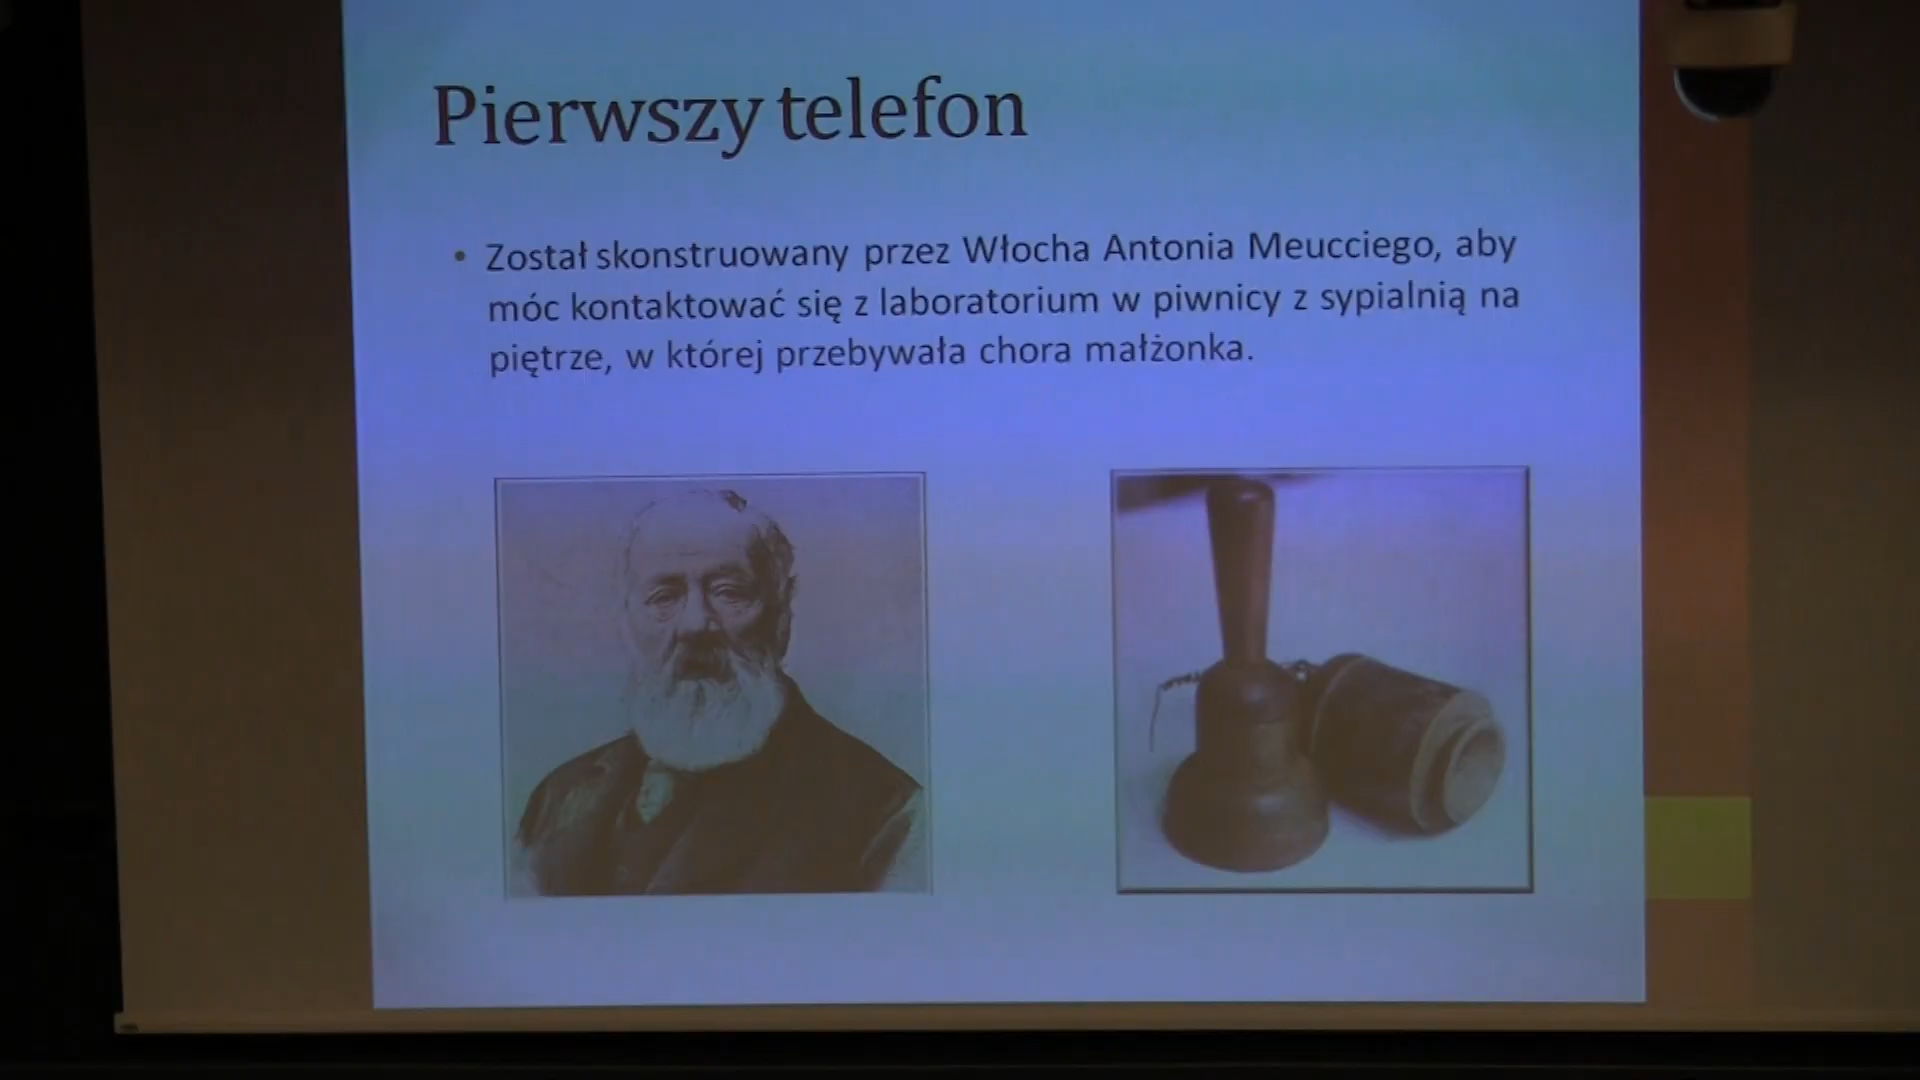 Pierwszy telefon
• Został skonstruowany przez Włocha Antonia Meucciego, aby
móc kontaktować się z laboratorium w piwnicy z sypialnią na
piętrze, w której przebywała chora małżonka.